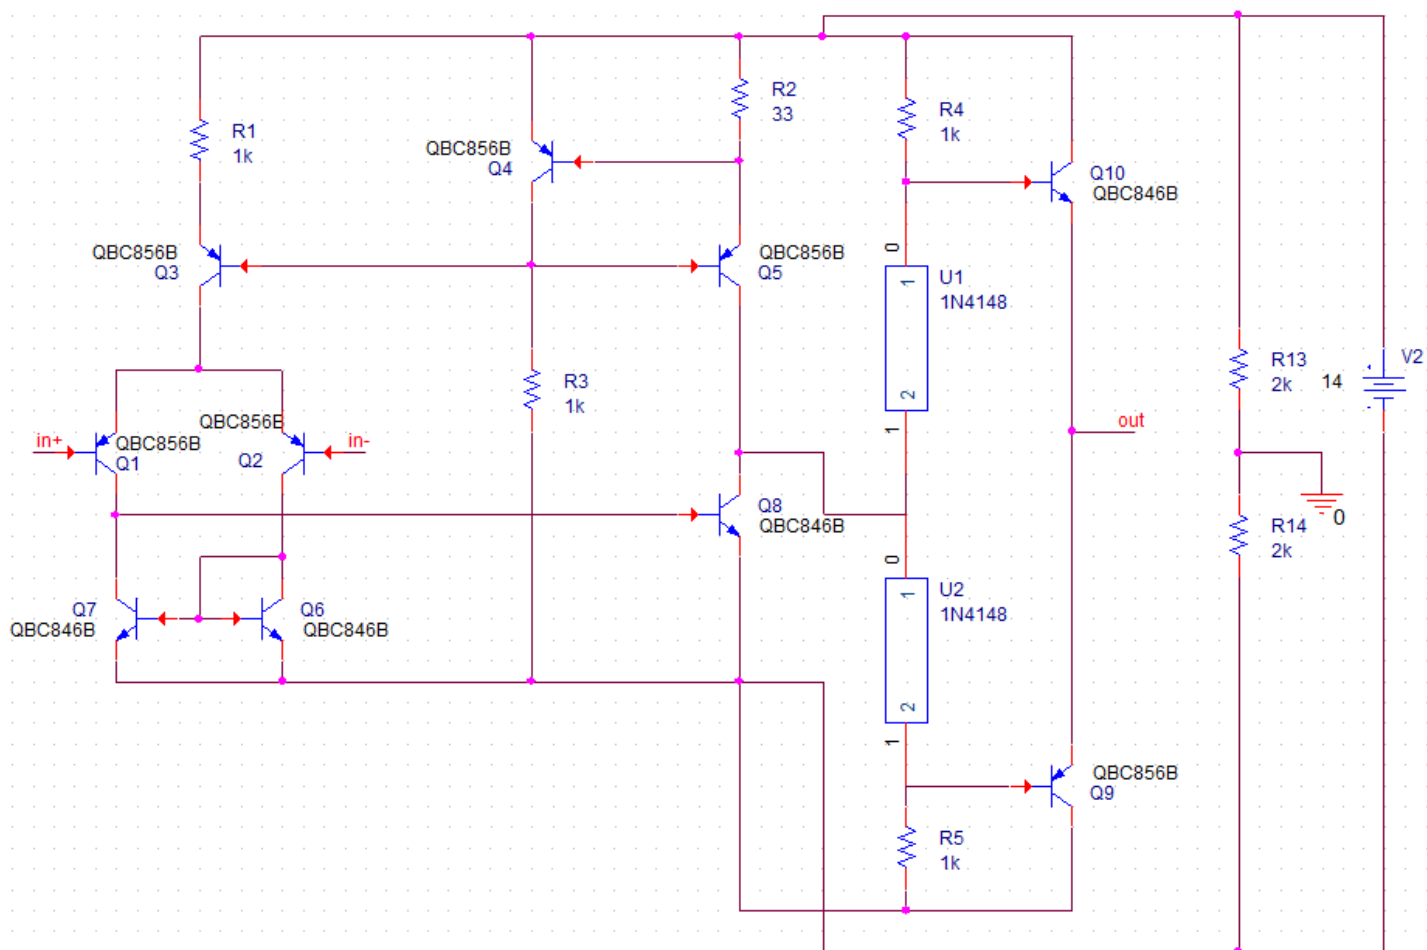 R1
1k
QBC856B
Q4
R2
33
R4
1k
Q10
QBC846B
QBC856B
Q3
QBC856B
Q5
0
1
2
1
U1
1N4148
R3
1k
in+
QBC856B
Q1
QBC856B
Q2
in-
out
R13
2k
14
V2
Q8
QBC846B
R14
2k
0
0
1
2
1
U2
1N4148
Q7
QBC846B
Q6
QBC846B
QBC856B
Q9
R5
1k